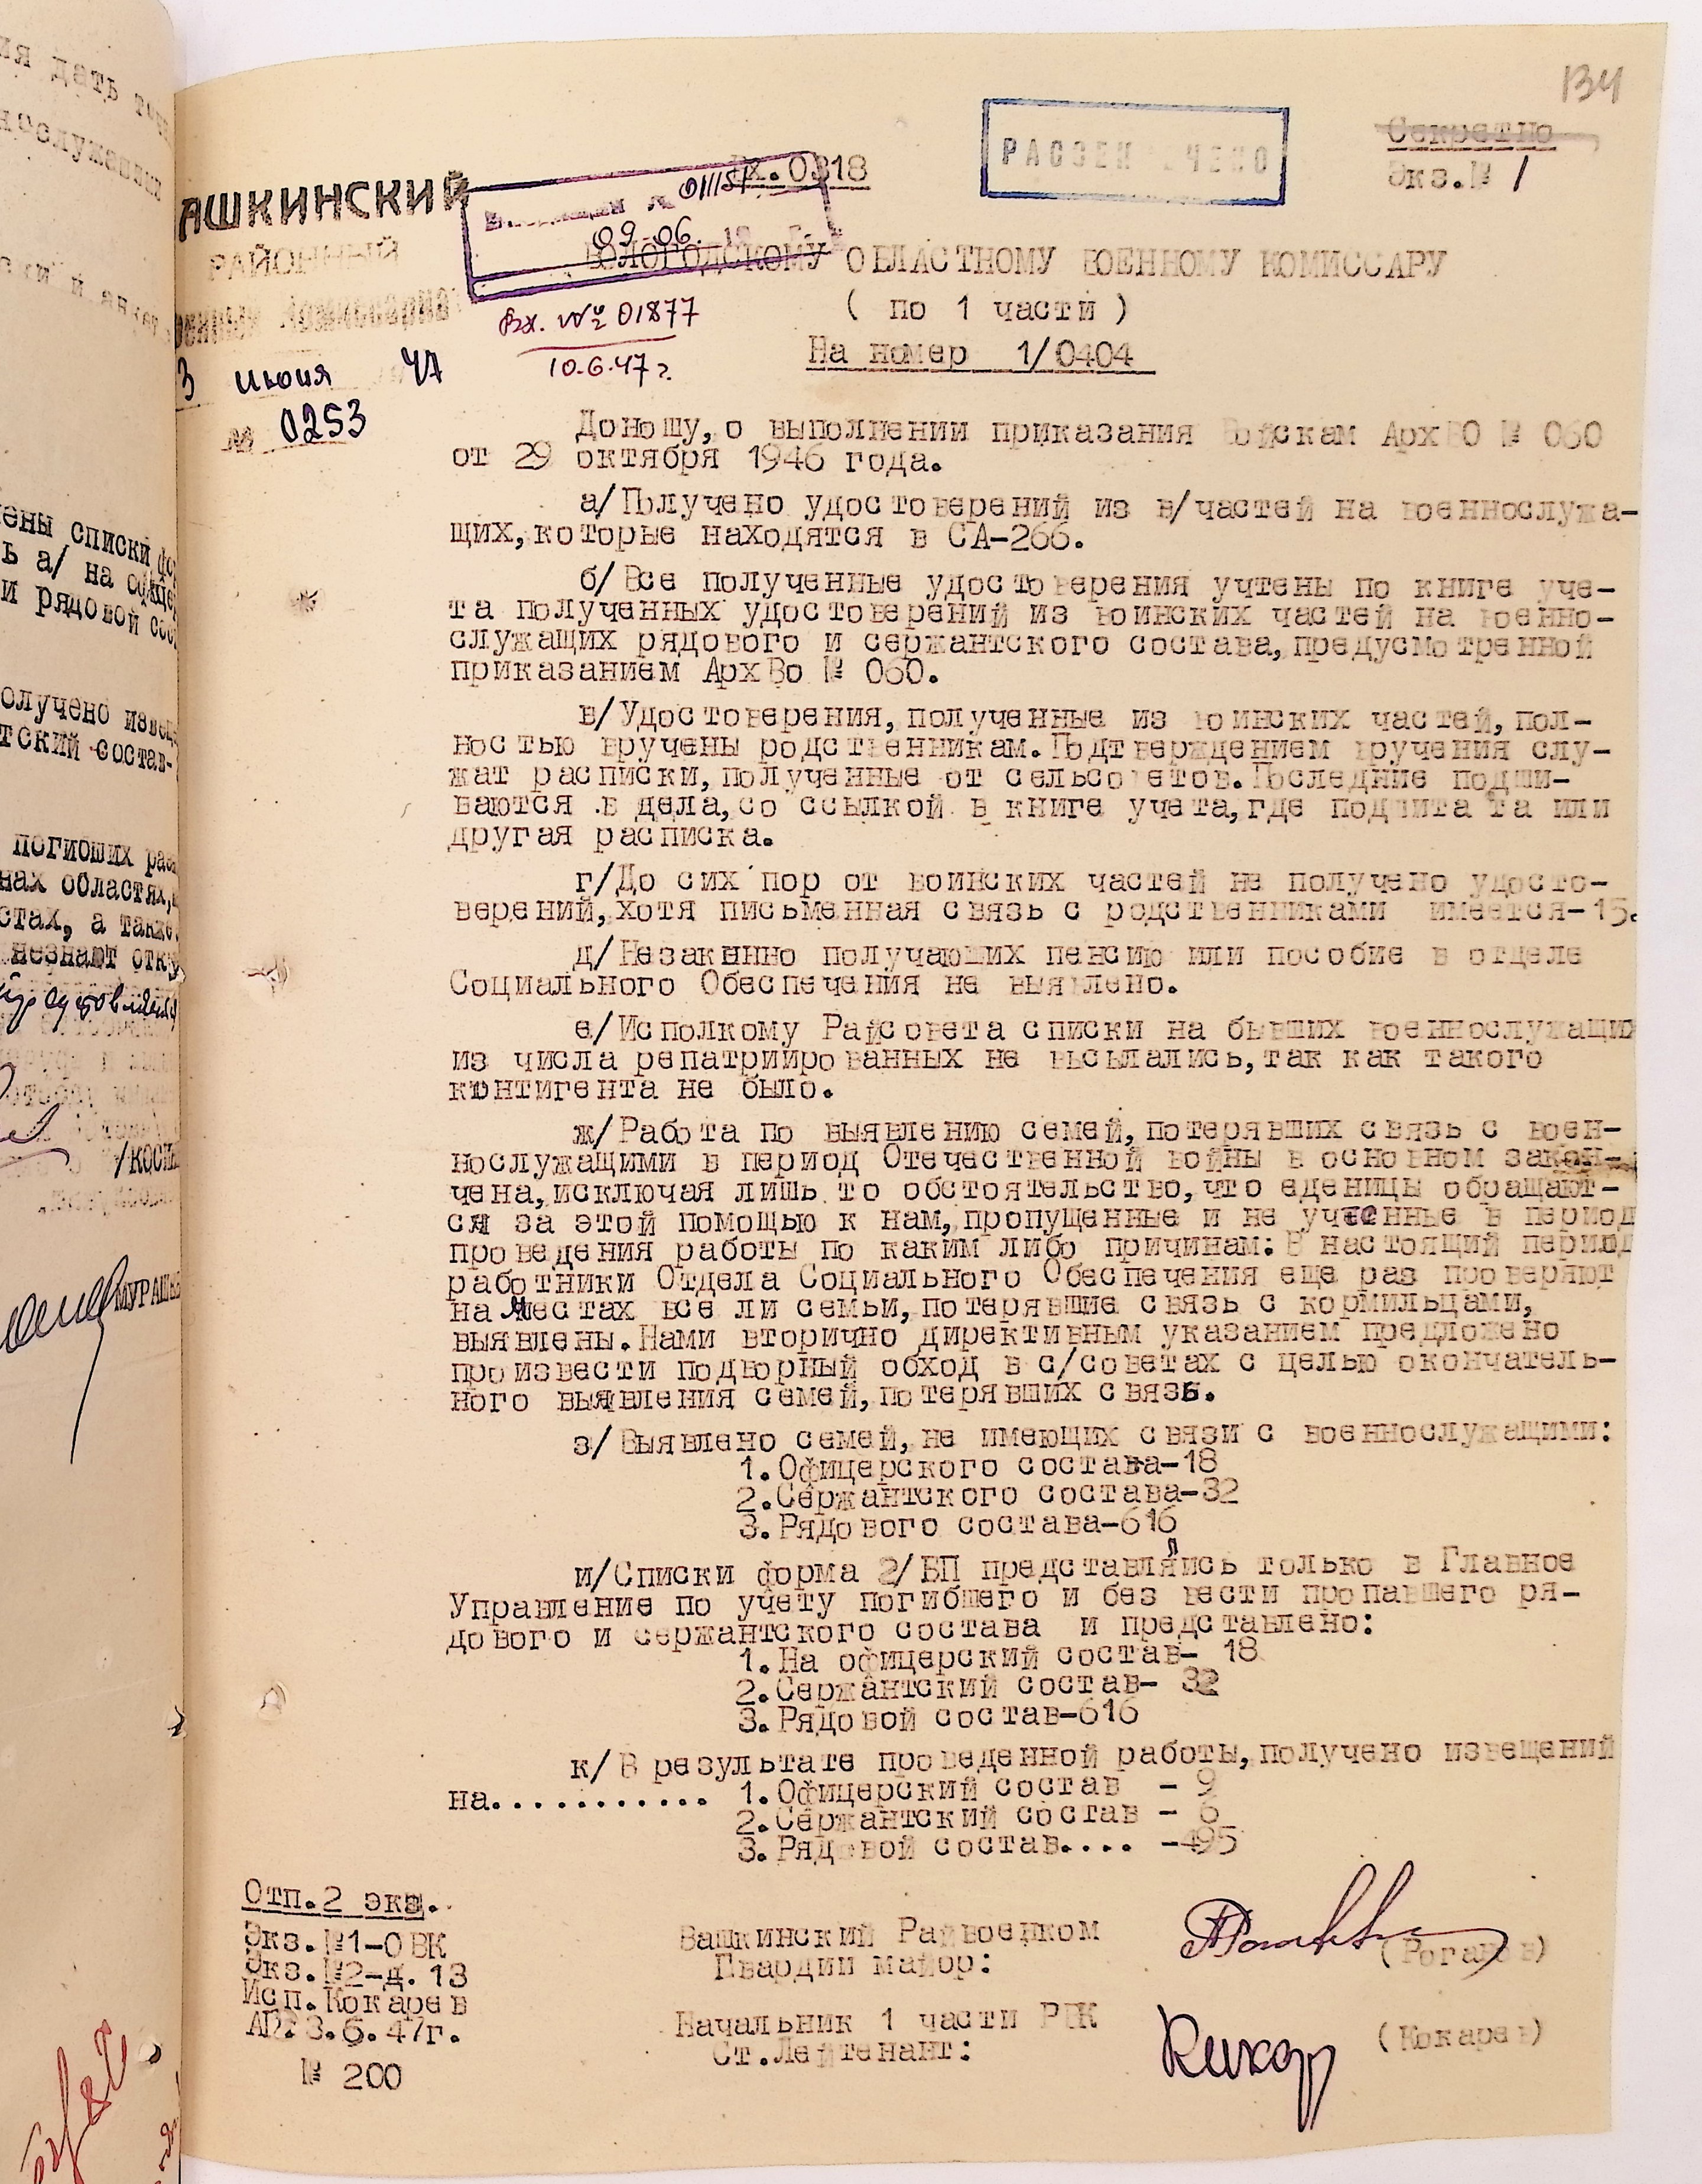 134
Секретно
Экз.№ 1
РАССЕКРЕЧЕНО
Вх.0318
№ 01115
09.06.
ВАШКИНСКИЙ
РАЙОННЫЙ
3 июня 47
№ 0253
Вх. № 01877
10.6.47 г.
ВОЛОГОДСКОМУ ОБЛАСТНОМУ ВОЕННОМУ КОМИССАРУ
( по 1 части )
На номер 1/0404
Доношу, о выполнении приказания Войскам АрхВО № 060
от 29 октября 1946 года.
а/Получено удостоверений из в/частей на военнослужа-
щих,которые находятся в СА-266.
б/Все полученные удостоверения учтены по книге уче-
та полученных удостоверений из воинских частей на военно-
служащих рядового и сержантского состава,предусмотренной
приказанием АрхВо № 060.
в/Удостоверения,полученные из воинских частей,пол-
ностью вручены родственникам.Подтверждением вручения слу-
жат расписки,полученные от сельсоветов.Последние подши-
ваются в дела,со ссылкой в книге учета,где подшита та или
другая расписка.
г/До сих пор от воинских частей не получено удосто-
верений,хотя письменная связь с родственниками имеется-15.
д/Незаконно получающих пенсию или пособие в отделе
Социального Обеспечения не выявлено.
е/Исполкому Райсовета списки на бывших военнослужащих
из числа репатриированных не высылались,так как такого
контигента не было.
ж/Работа по выявлению семей,потерявших связь с воен-
нослужащими в период Отечественной войны в основном закон-
чена,исключая лишь то обстоятельство,что еденицы обращают-
ся за этой помощью к нам,пропущенные и не учтенные в период
проведения работы по каким либо причинам: В настоящий период
работники Отдела Социального Обеспечения еще раз проверяют
на местах все ли семьи,потерявшие связь с кормильцами,
выявлены.Нами вторично директивным указанием предложено
произвести подворный обход в с/советах с целью окончатель-
ного выявления семей,потерявших связь.
з/Выявлено семей,не имеющих связи с военнослужащими:
1.Офицерского состава-18
2.Сержантского состава-32
3.Рядового состава-616
и/Списки форма 2/БП представлялись только в Главное
Управление по учету погибшего и без вести пропавшего ря-
дового и сержантского состава и представлено:
1.На офицерский состав- 18
2.Сержантский состав- 32
3.Рядовой состав-616
к/В результате проведенной работы,получено извещений
на........... 1.Офицерский состав - 9
2.Сержантский состав - 6
3.Рядовой состав.... -495
Отп.2 экз.
Экз.№1-ОВК
Экз.№2-д.13
Исп.Кокарев
АП. 3.6.47г.
№ 200
Вашкинский Райвоенком
Гвардии майор:
(Рогачев)
Начальник 1 части РВК
Ст.Лейтенант:
(Кокарев)